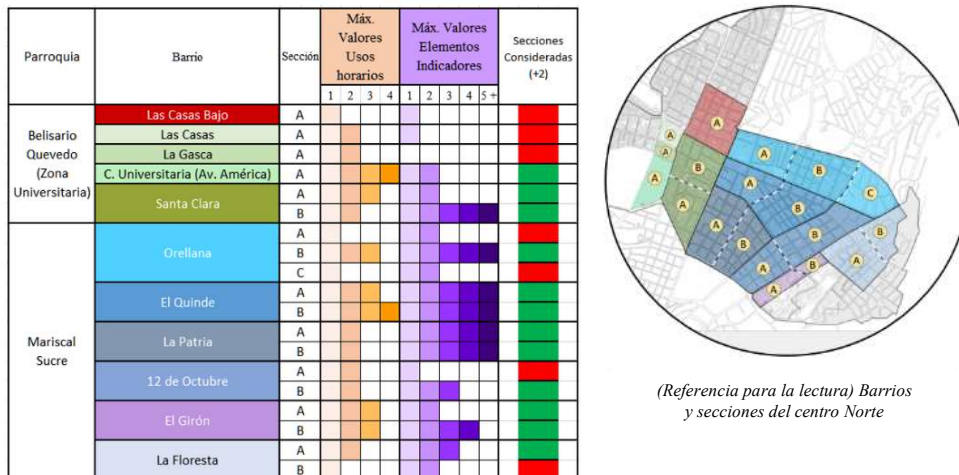 Parroquia Barrio Sección Máx. Valores Usos horarios Máx. Valores Elementos Indicadores Secciones Consideradas (+2)
1 2 3 4 1 2 3 4 5 +
Belisario Quevedo (Zona Universitaria)
Las Casas Bajo A
Las Casas A
La Gasca A
C. Universitaria (Av. América) A
Santa Clara A
B
Mariscal Sucre
Orellana A
B
C
El Quinde A
B
La Patria A
B
12 de Octubre A
B
El Girón A
B
La Floresta A
B
A
A
A
A
B
A
A
B
C
A
B
A
B
A
B
A
B
A
B
(Referencia para la lectura) Barrios
y secciones del centro Norte